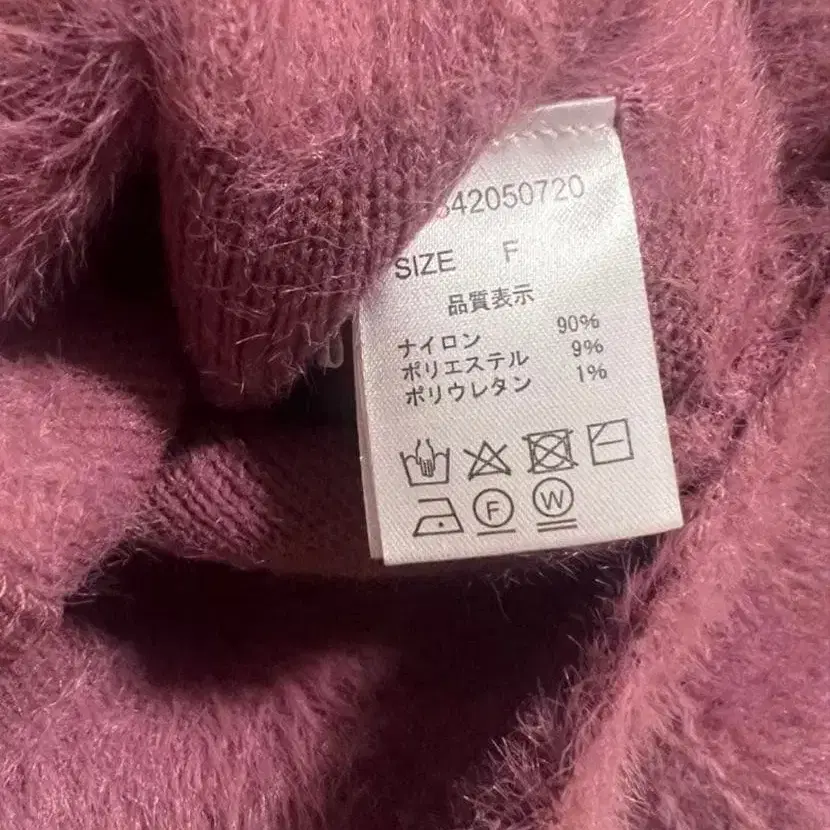 42050720
SIZE F
品質表示
ナイロン 90%
ポリエステル 9%
ポリウレタン 1%
F W